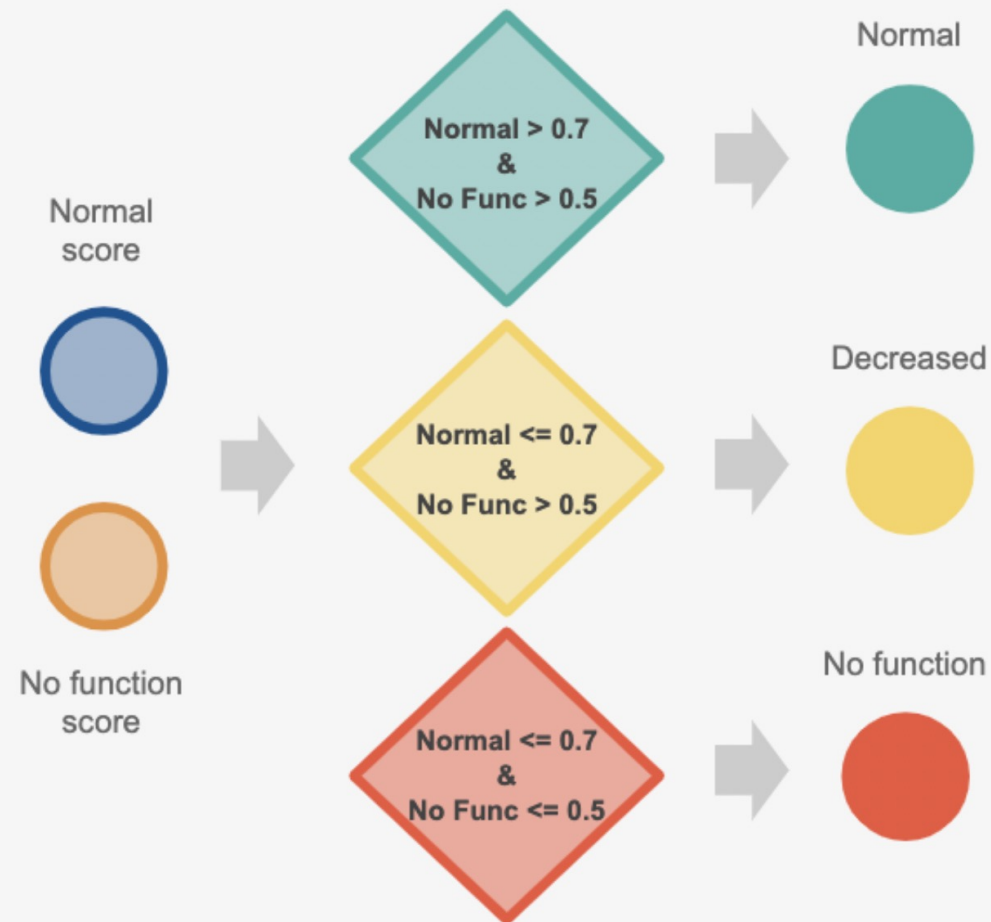 Normal
score
No function
score
Normal > 0.7
&
No Func > 0.5
Normal
Normal <= 0.7
&
No Func > 0.5
Decreased
Normal <= 0.7
&
No Func <= 0.5
No function